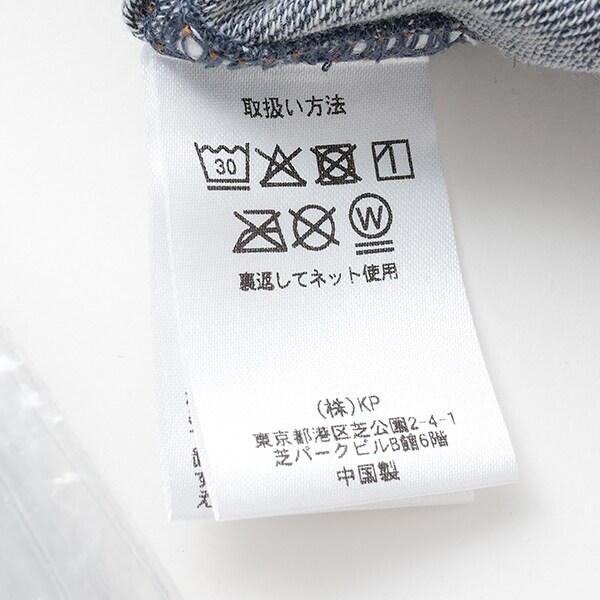 取扱い方法
30
W
裏返してネット使用
(株)KP
東京都港区芝公園2-4-1
芝パークビルB館6階
中国製